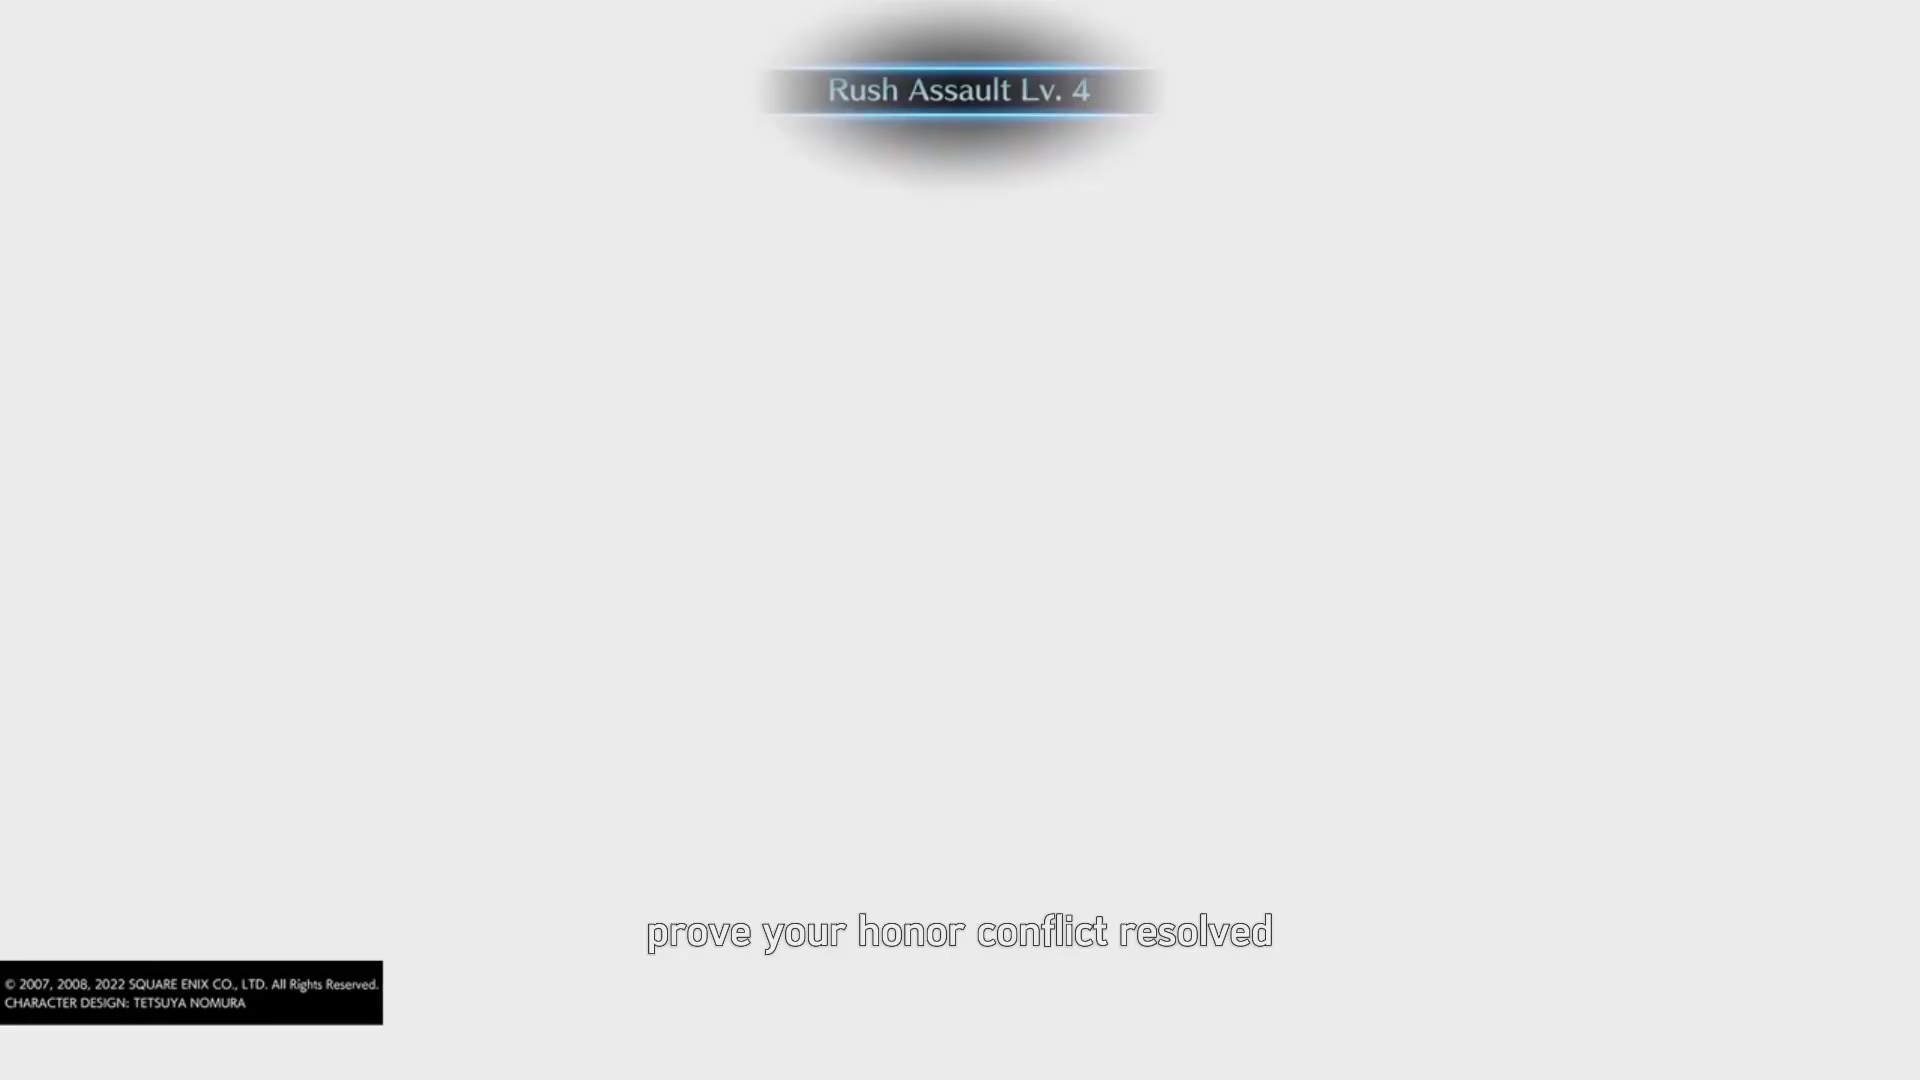 Rush Assault Lv. 4
prove your honor conflict resolved
© 2007, 2008, 2022 SQUARE ENIX CO., LTD. All Rights Reserved.
CHARACTER DESIGN: TETSUYA NOMURA